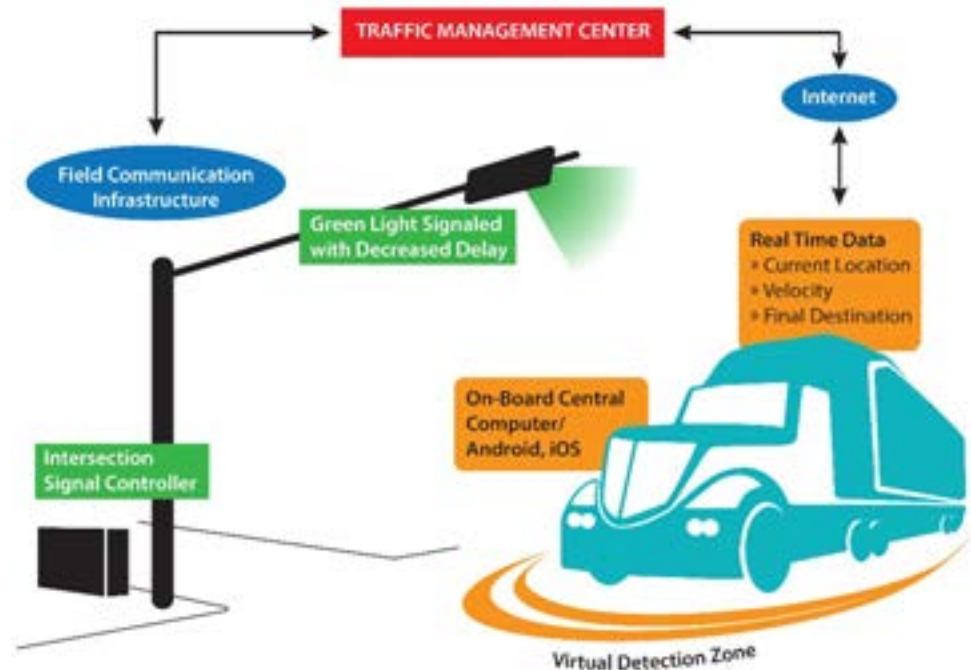 TRAFFIC MANAGEMENT CENTER
Internet
Field Communication
Infrastructure
Green Light Signaled
with Decreased Delay
Real Time Data
» Current Location
» Velocity
» Final Destination
On-Board Central
Computer/
Android, iOS
Intersection
Signal Controller
Virtual Detection Zone